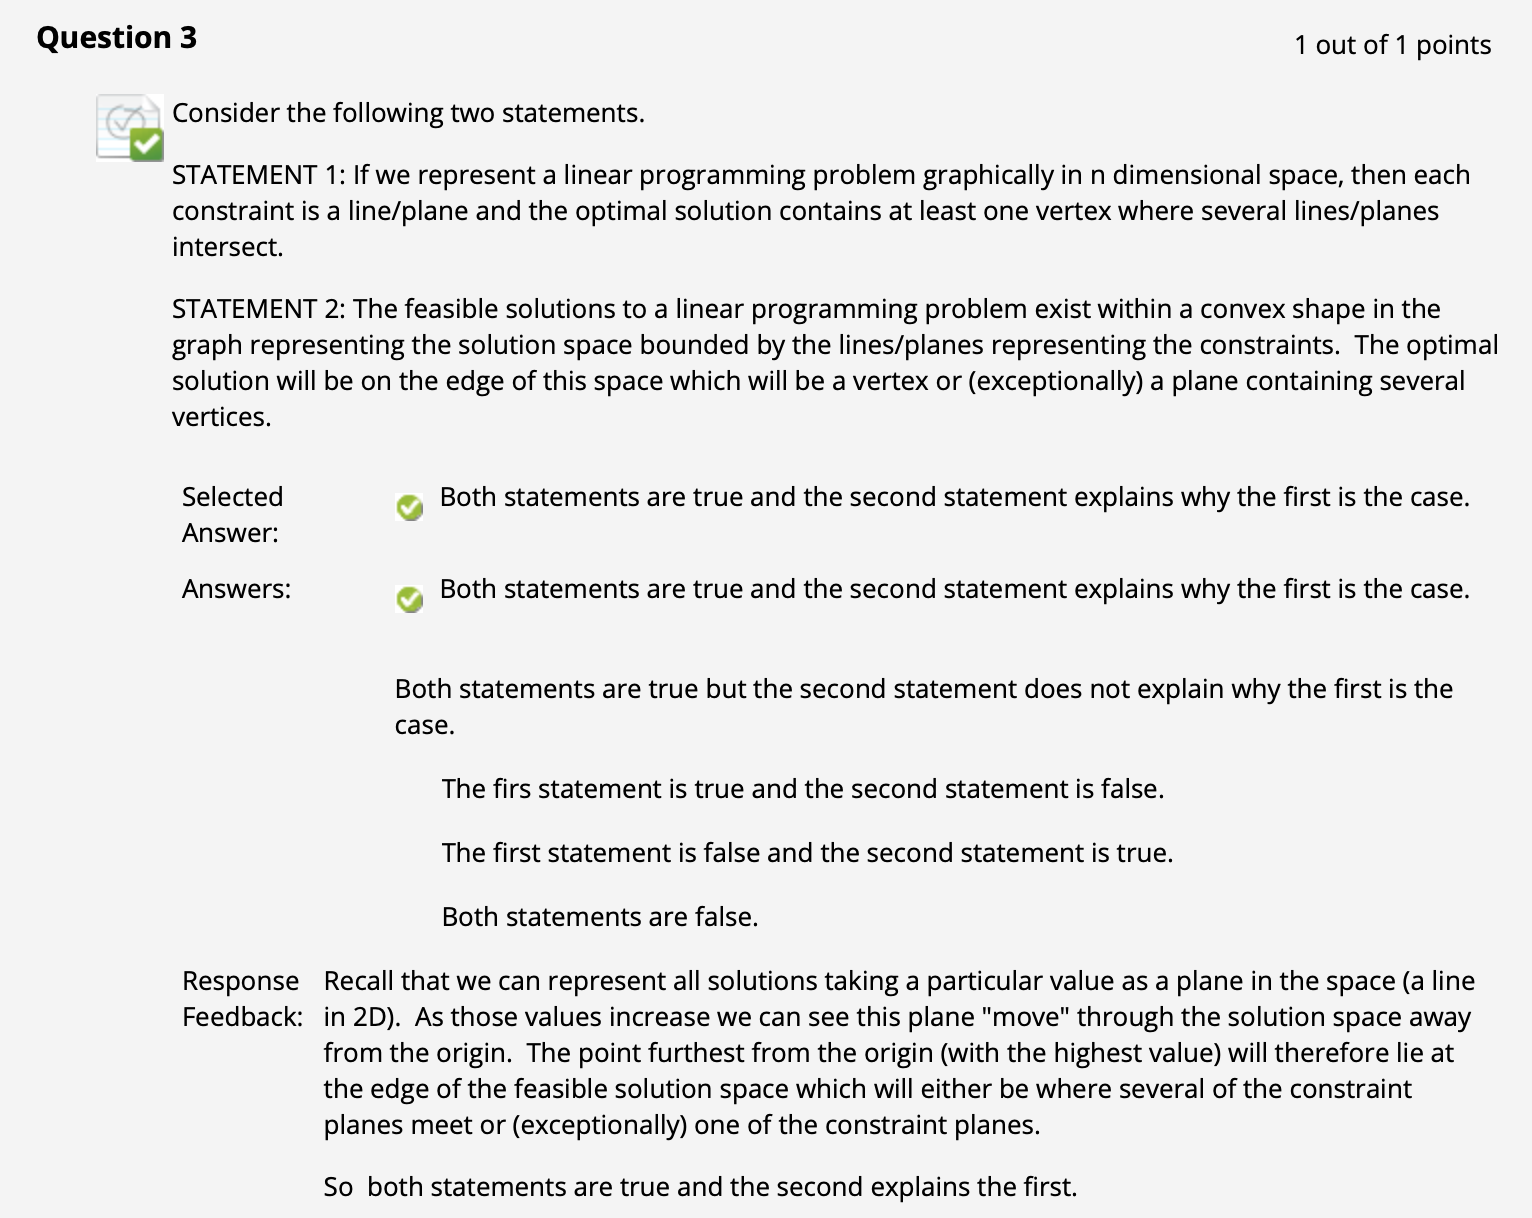 Question 3
1 out of 1 points
Consider the following two statements.
STATEMENT 1: If we represent a linear programming problem graphically in n dimensional space, then each
constraint is a line/plane and the optimal solution contains at least one vertex where several lines/planes
intersect.
STATEMENT 2: The feasible solutions to a linear programming problem exist within a convex shape in the
graph representing the solution space bounded by the lines/planes representing the constraints.  The optimal
solution will be on the edge of this space which will be a vertex or (exceptionally) a plane containing several
vertices.
Selected
Answer:
Both statements are true and the second statement explains why the first is the case.
Answers:
Both statements are true and the second statement explains why the first is the case.
Both statements are true but the second statement does not explain why the first is the
case.
The firs statement is true and the second statement is false.
The first statement is false and the second statement is true.
Both statements are false.
Response
Feedback:
Recall that we can represent all solutions taking a particular value as a plane in the space (a line
in 2D).  As those values increase we can see this plane "move" through the solution space away
from the origin.  The point furthest from the origin (with the highest value) will therefore lie at
the edge of the feasible solution space which will either be where several of the constraint
planes meet or (exceptionally) one of the constraint planes.
So  both statements are true and the second explains the first.